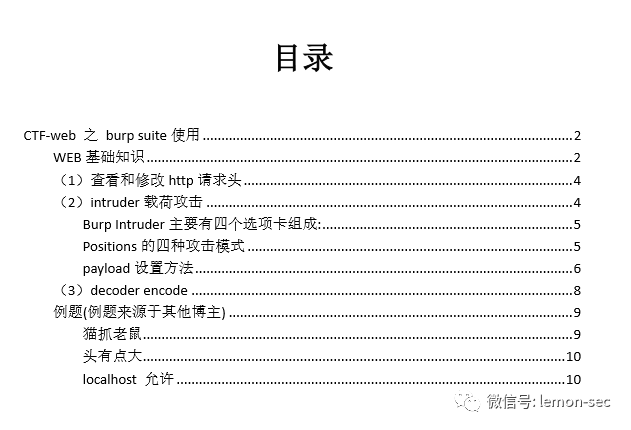 目录
CTF-web 之 burp suite 使用 2
WEB 基础知识 2
（1）查看和修改 http 请求头 4
（2）intruder 载荷攻击 4
Burp Intruder 主要有四个选项卡组成: 5
Positions 的四种攻击模式 5
payload 设置方法 6
（3）decoder encode 8
例题(例题来源于其他博主) 9
猫抓老鼠 9
头有点大 10
localhost 允许 10
微信号: lemon-sec